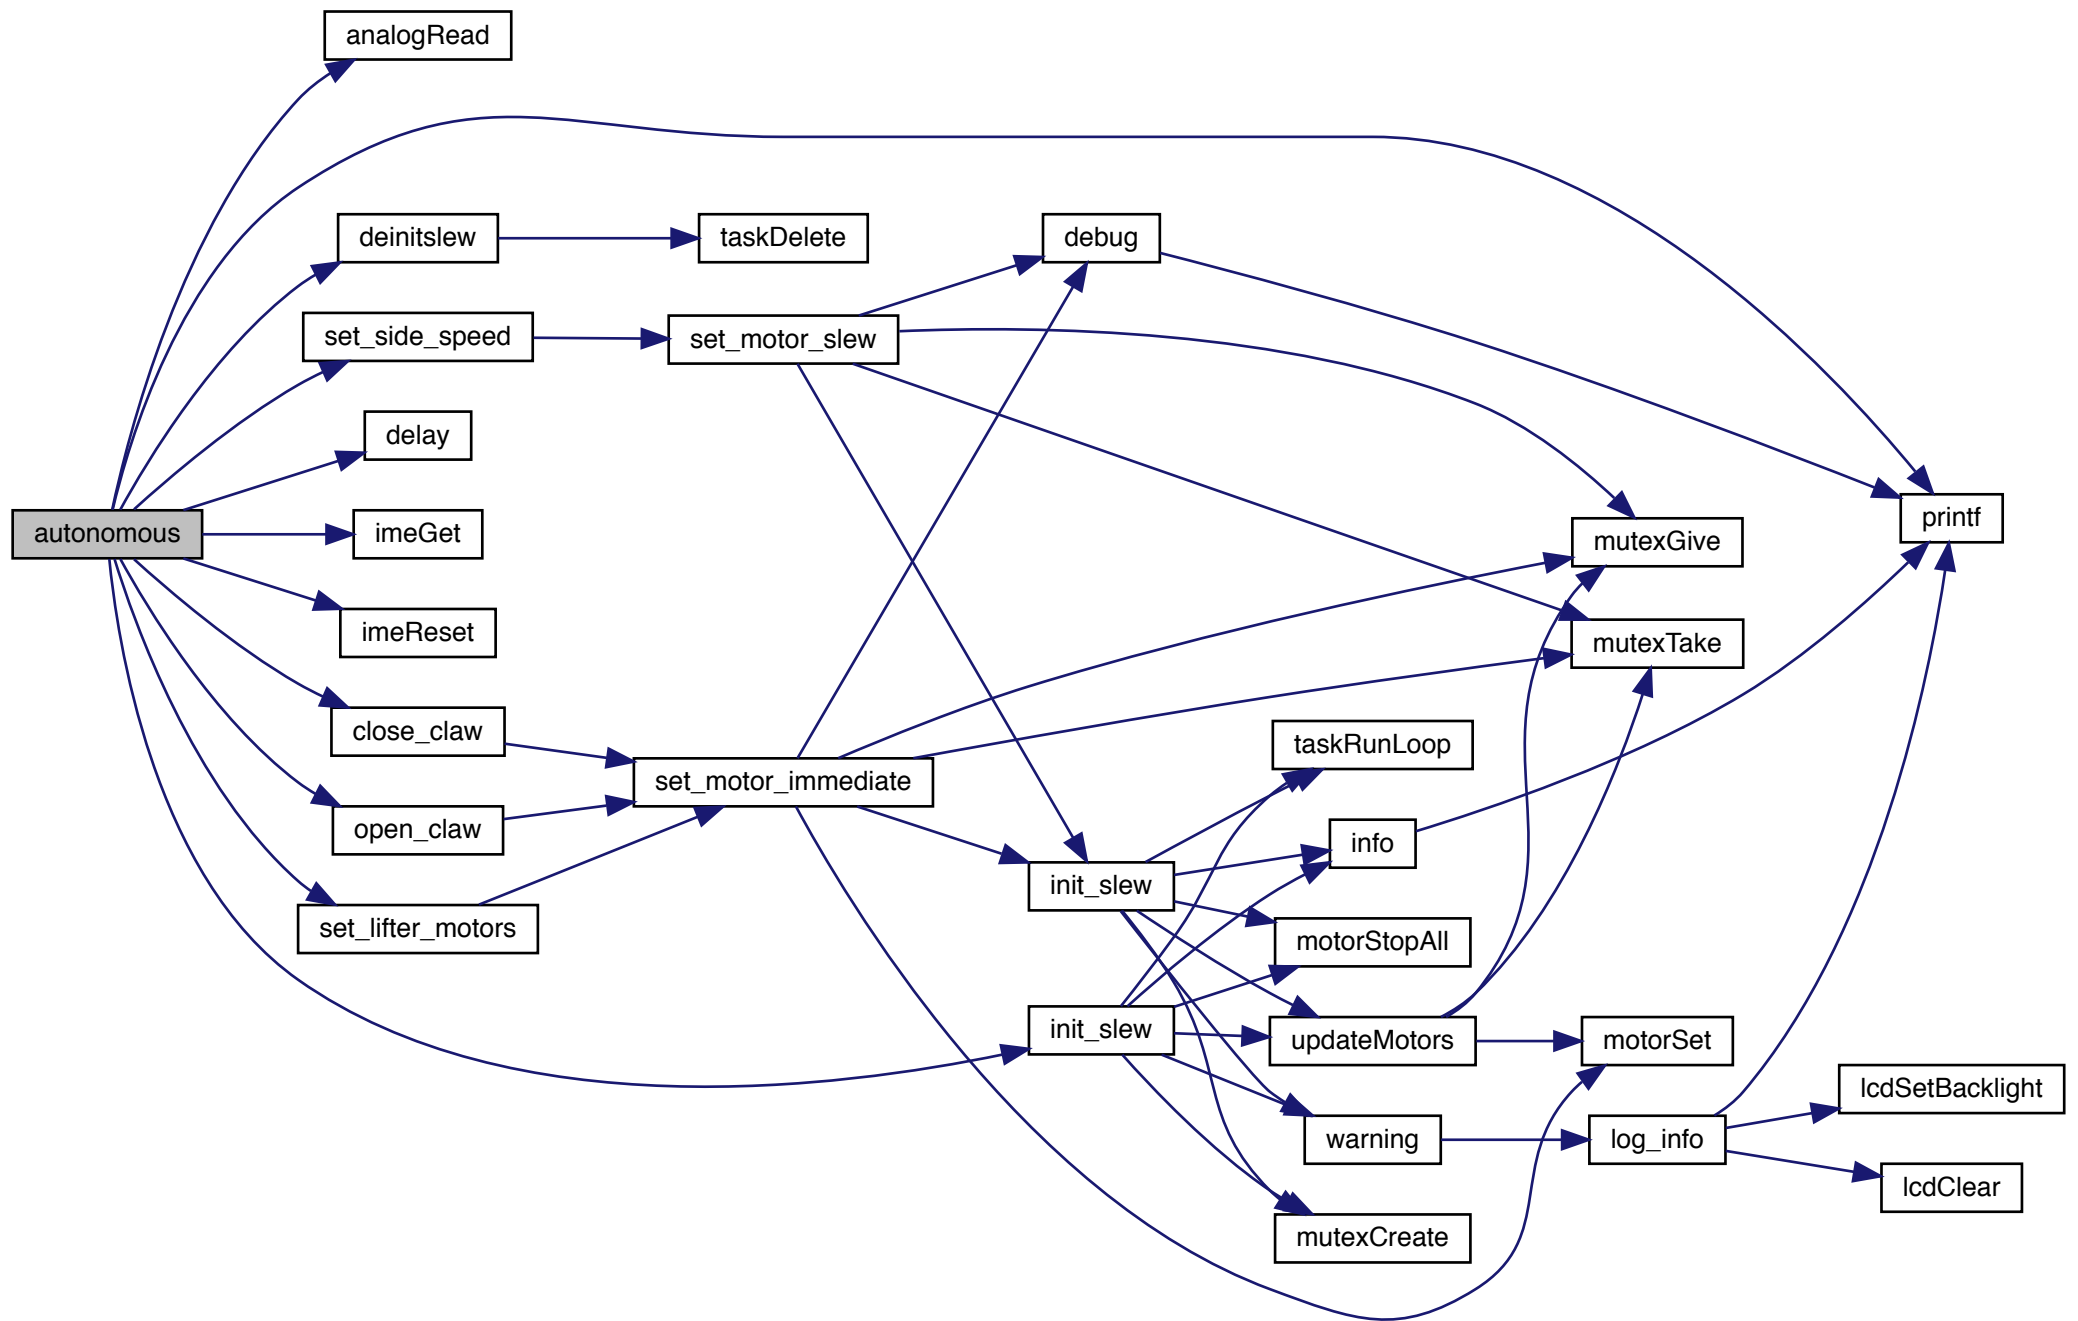 analogRead
deinitslew
taskDelete
debug
set_side_speed
set_motor_slew
delay
autonomous
imeGet
printf
mutexGive
imeReset
mutexTake
close_claw
taskRunLoop
set_motor_immediate
open_claw
info
init_slew
set_lifter_motors
motorStopAll
init_slew
updateMotors
motorSet
lcdSetBacklight
warning
log_info
lcdClear
mutexCreate